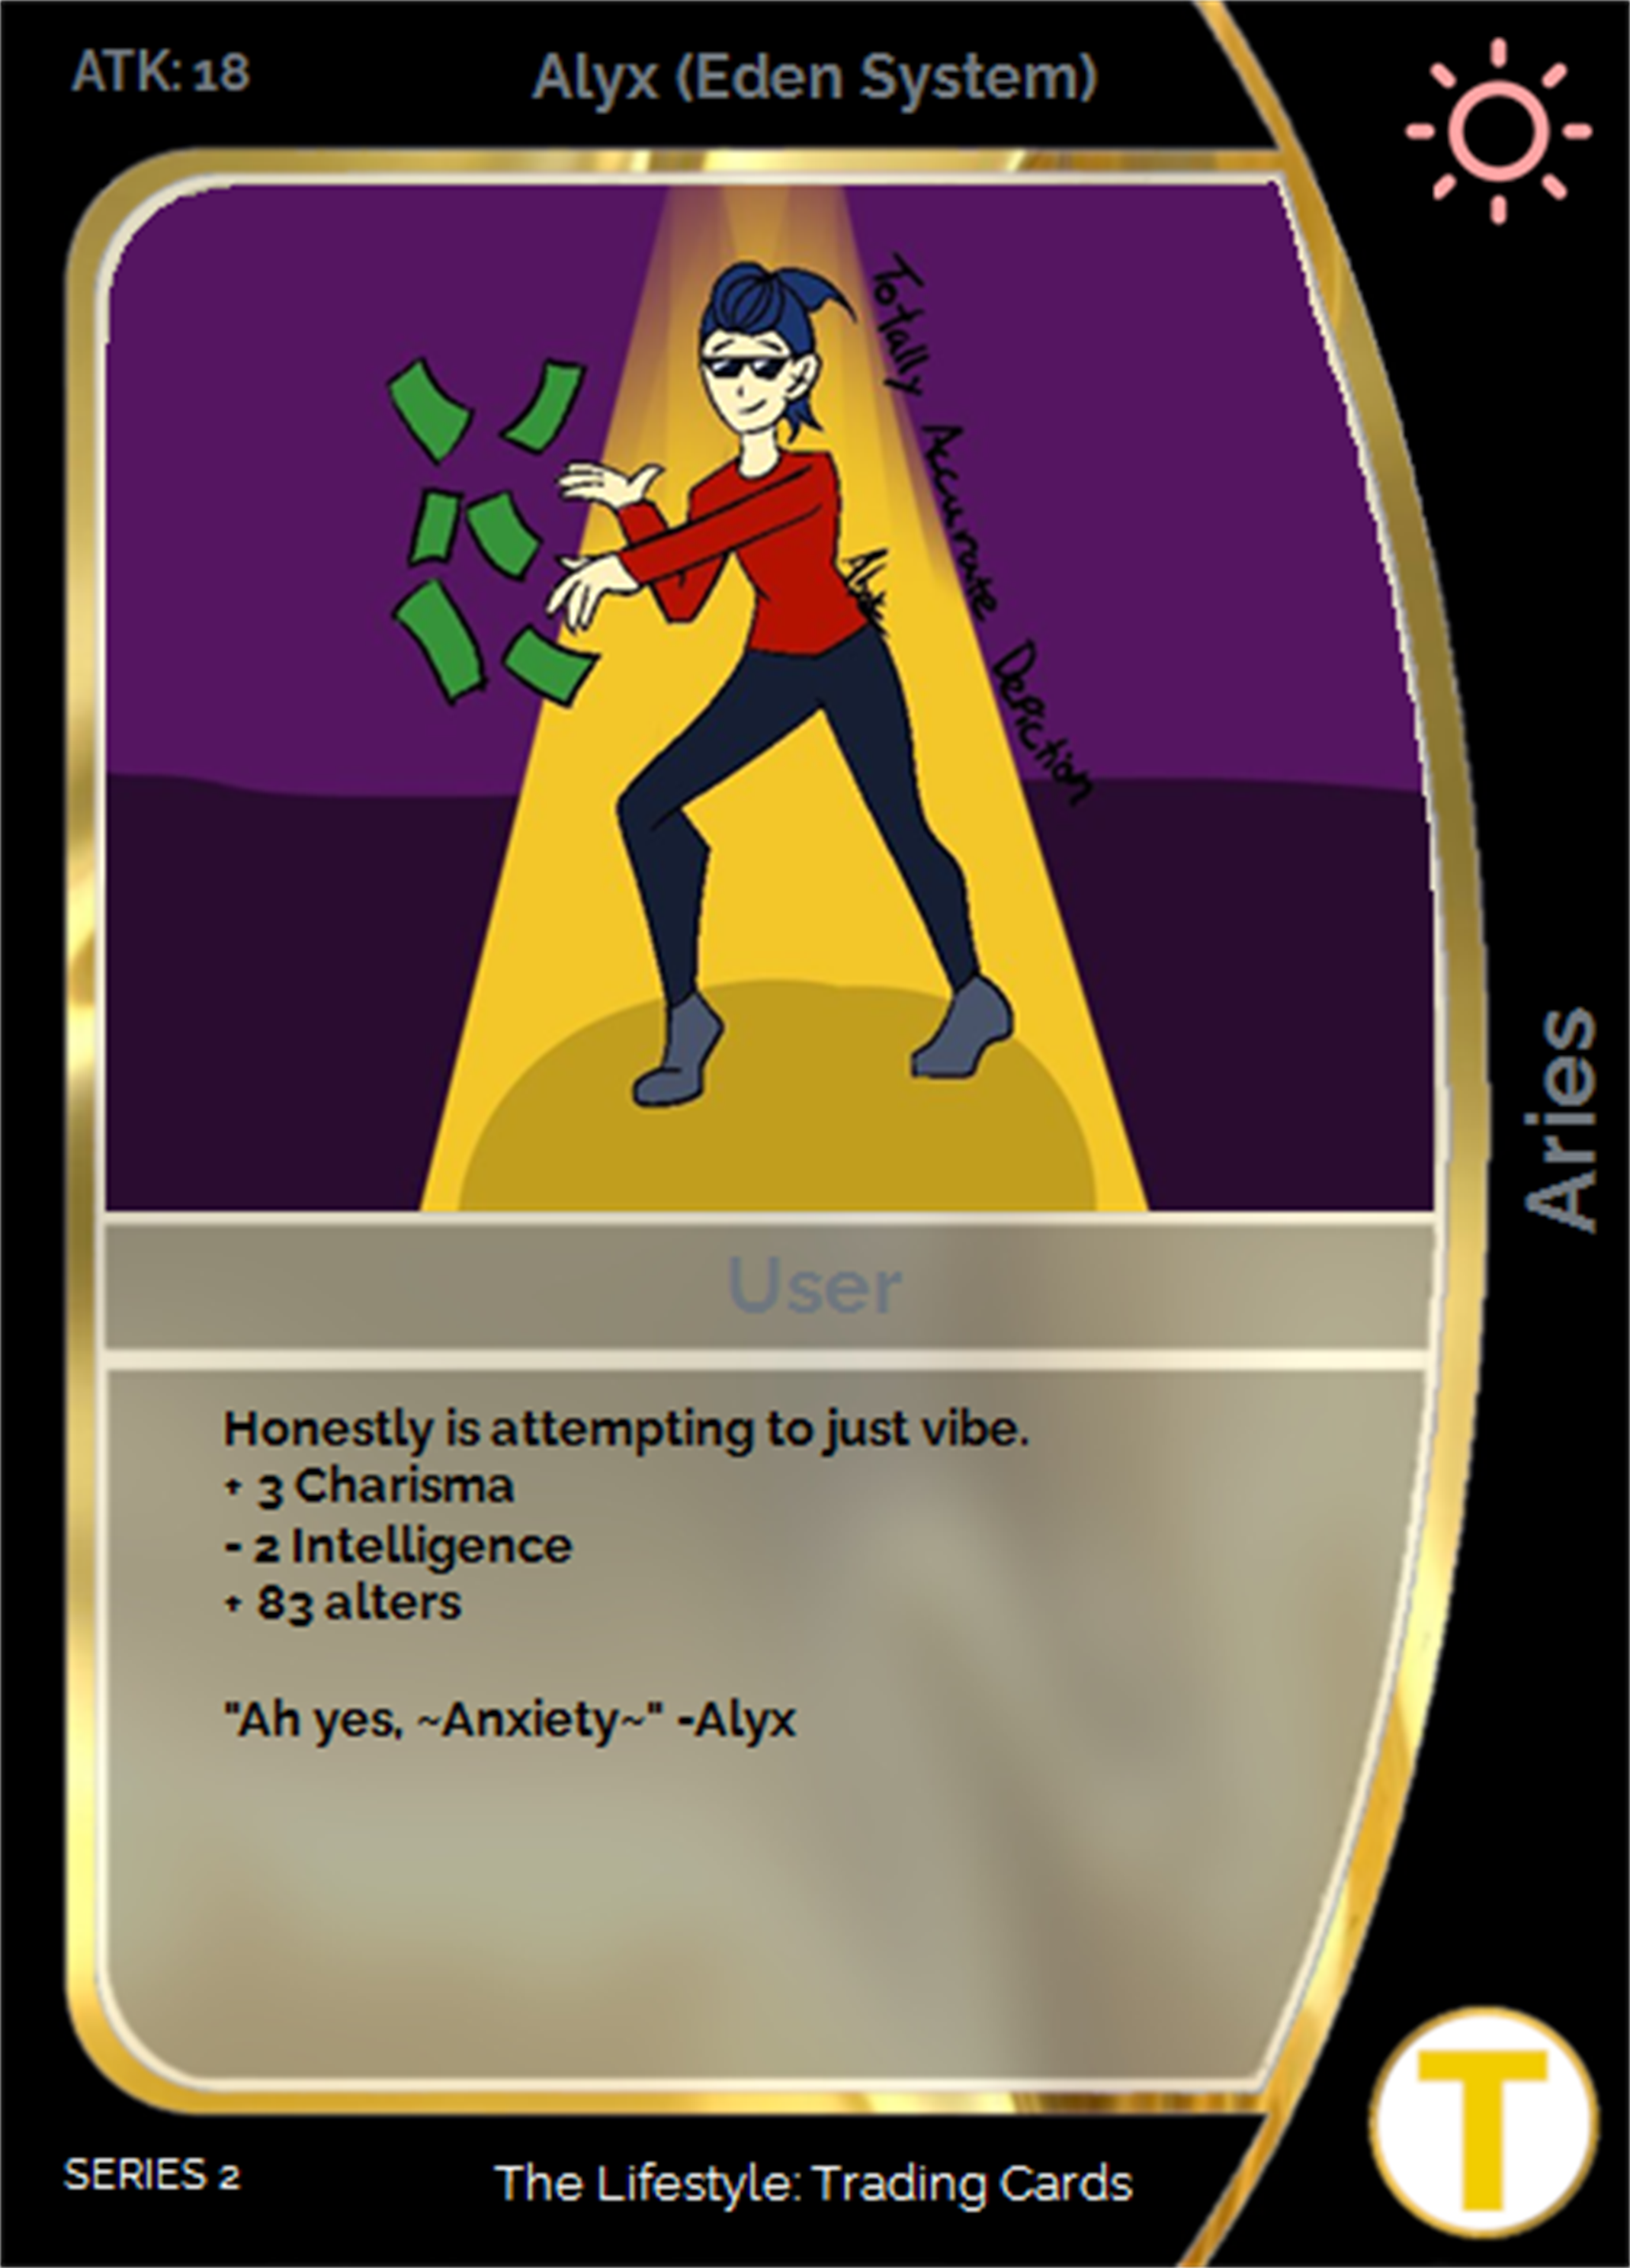 ATK: 18
Alyx (Eden System)
Totally Accurate Depiction
Aries
User
Honestly is attempting to just vibe.
+ 3 Charisma
- 2 Intelligence
+ 83 alters
"Ah yes, ~Anxiety~" -Alyx
SERIES 2
The Lifestyle: Trading Cards
T